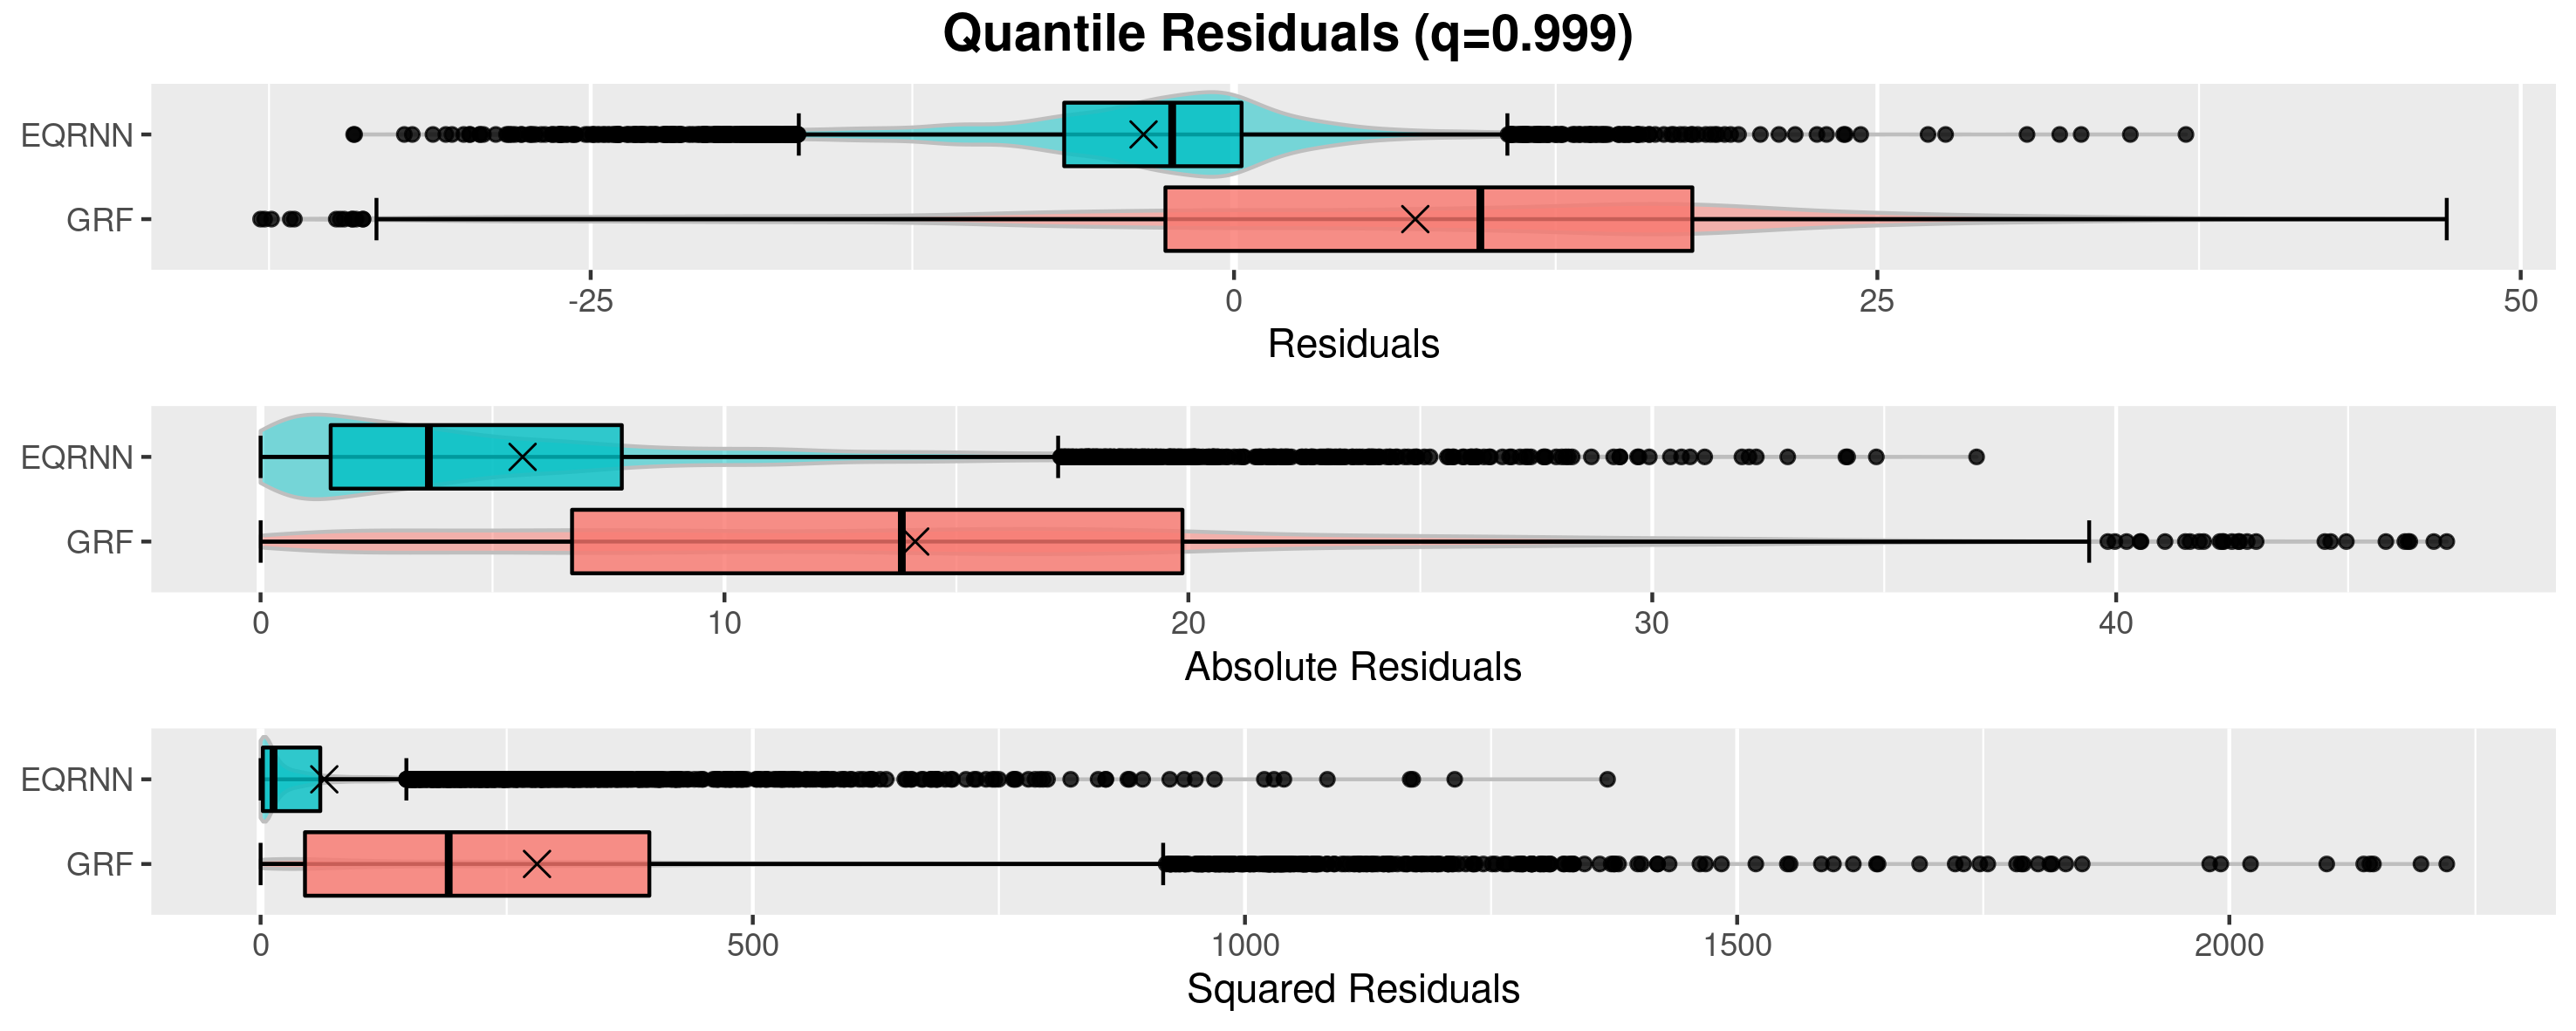 Quantile Residuals (q=0.999)
EQRNN
GRF
-25 0 25 50
Residuals
EQRNN
GRF
0 10 20 30 40
Absolute Residuals
EQRNN
GRF
0 500 1000 1500 2000
Squared Residuals